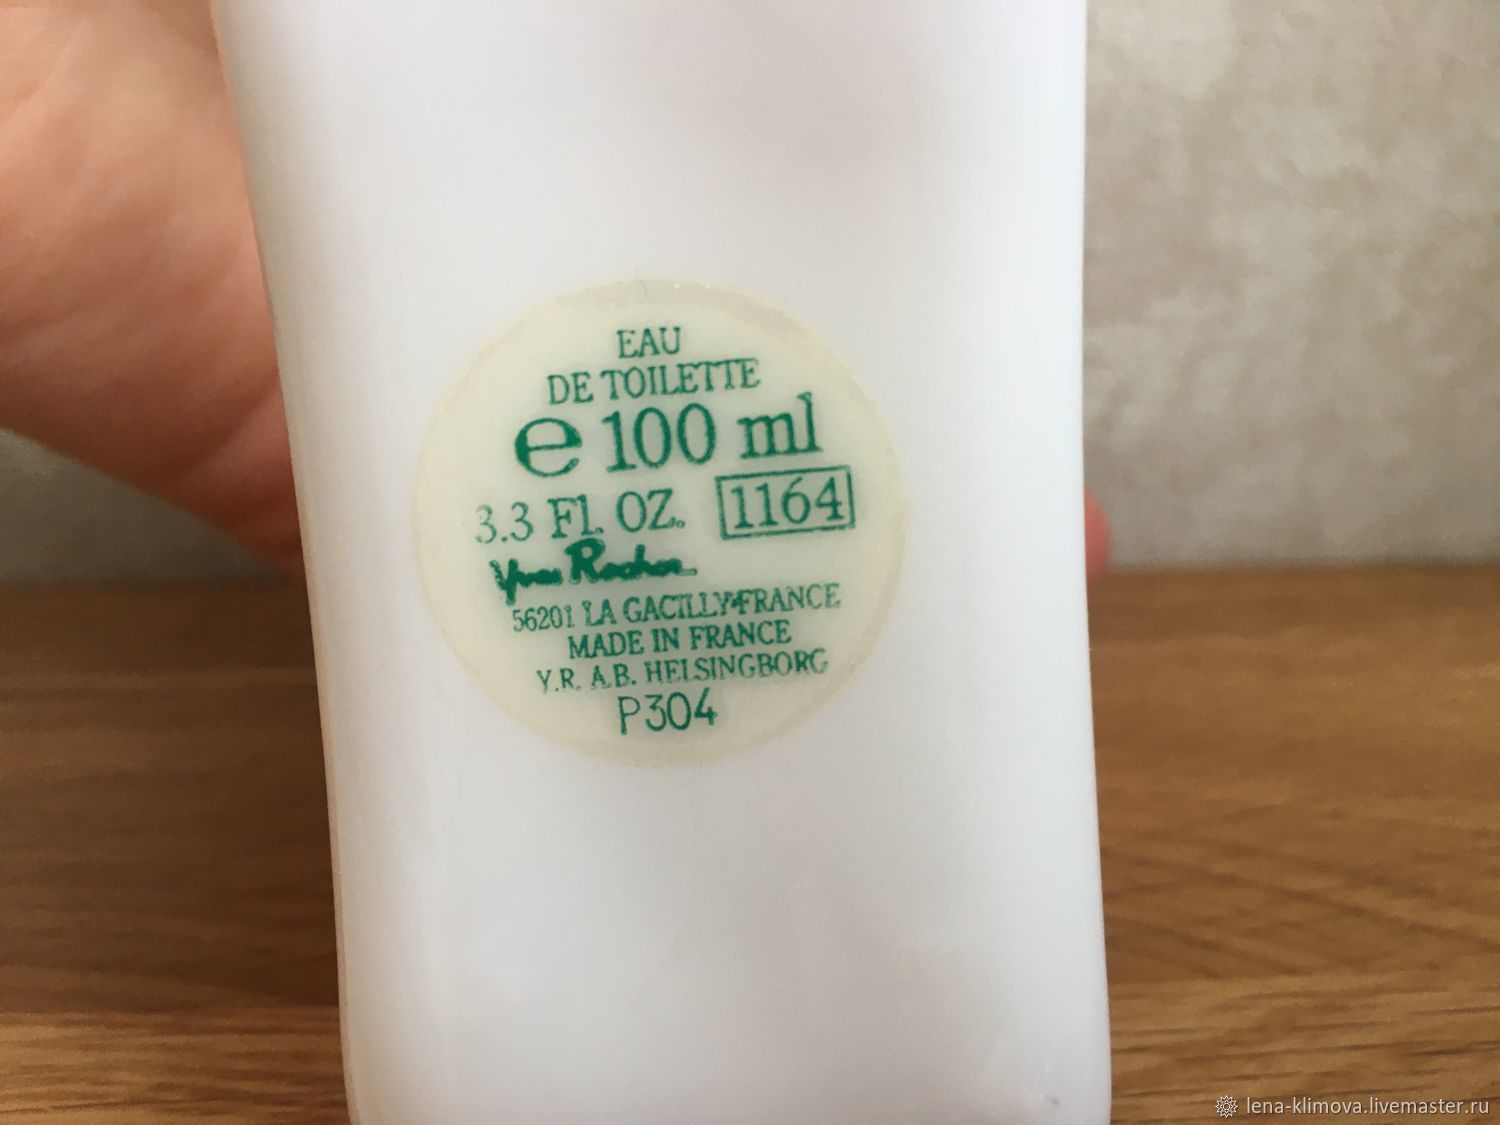 EAU
DE TOILETTE
e 100 ml
3.3 Fl. OZ. 1164
Yves Rocher
56201 LA GACILLY-FRANCE
MADE IN FRANCE
Y.R. A.B. HELSINGBORG
P304
lena-klimova.livemaster.ru